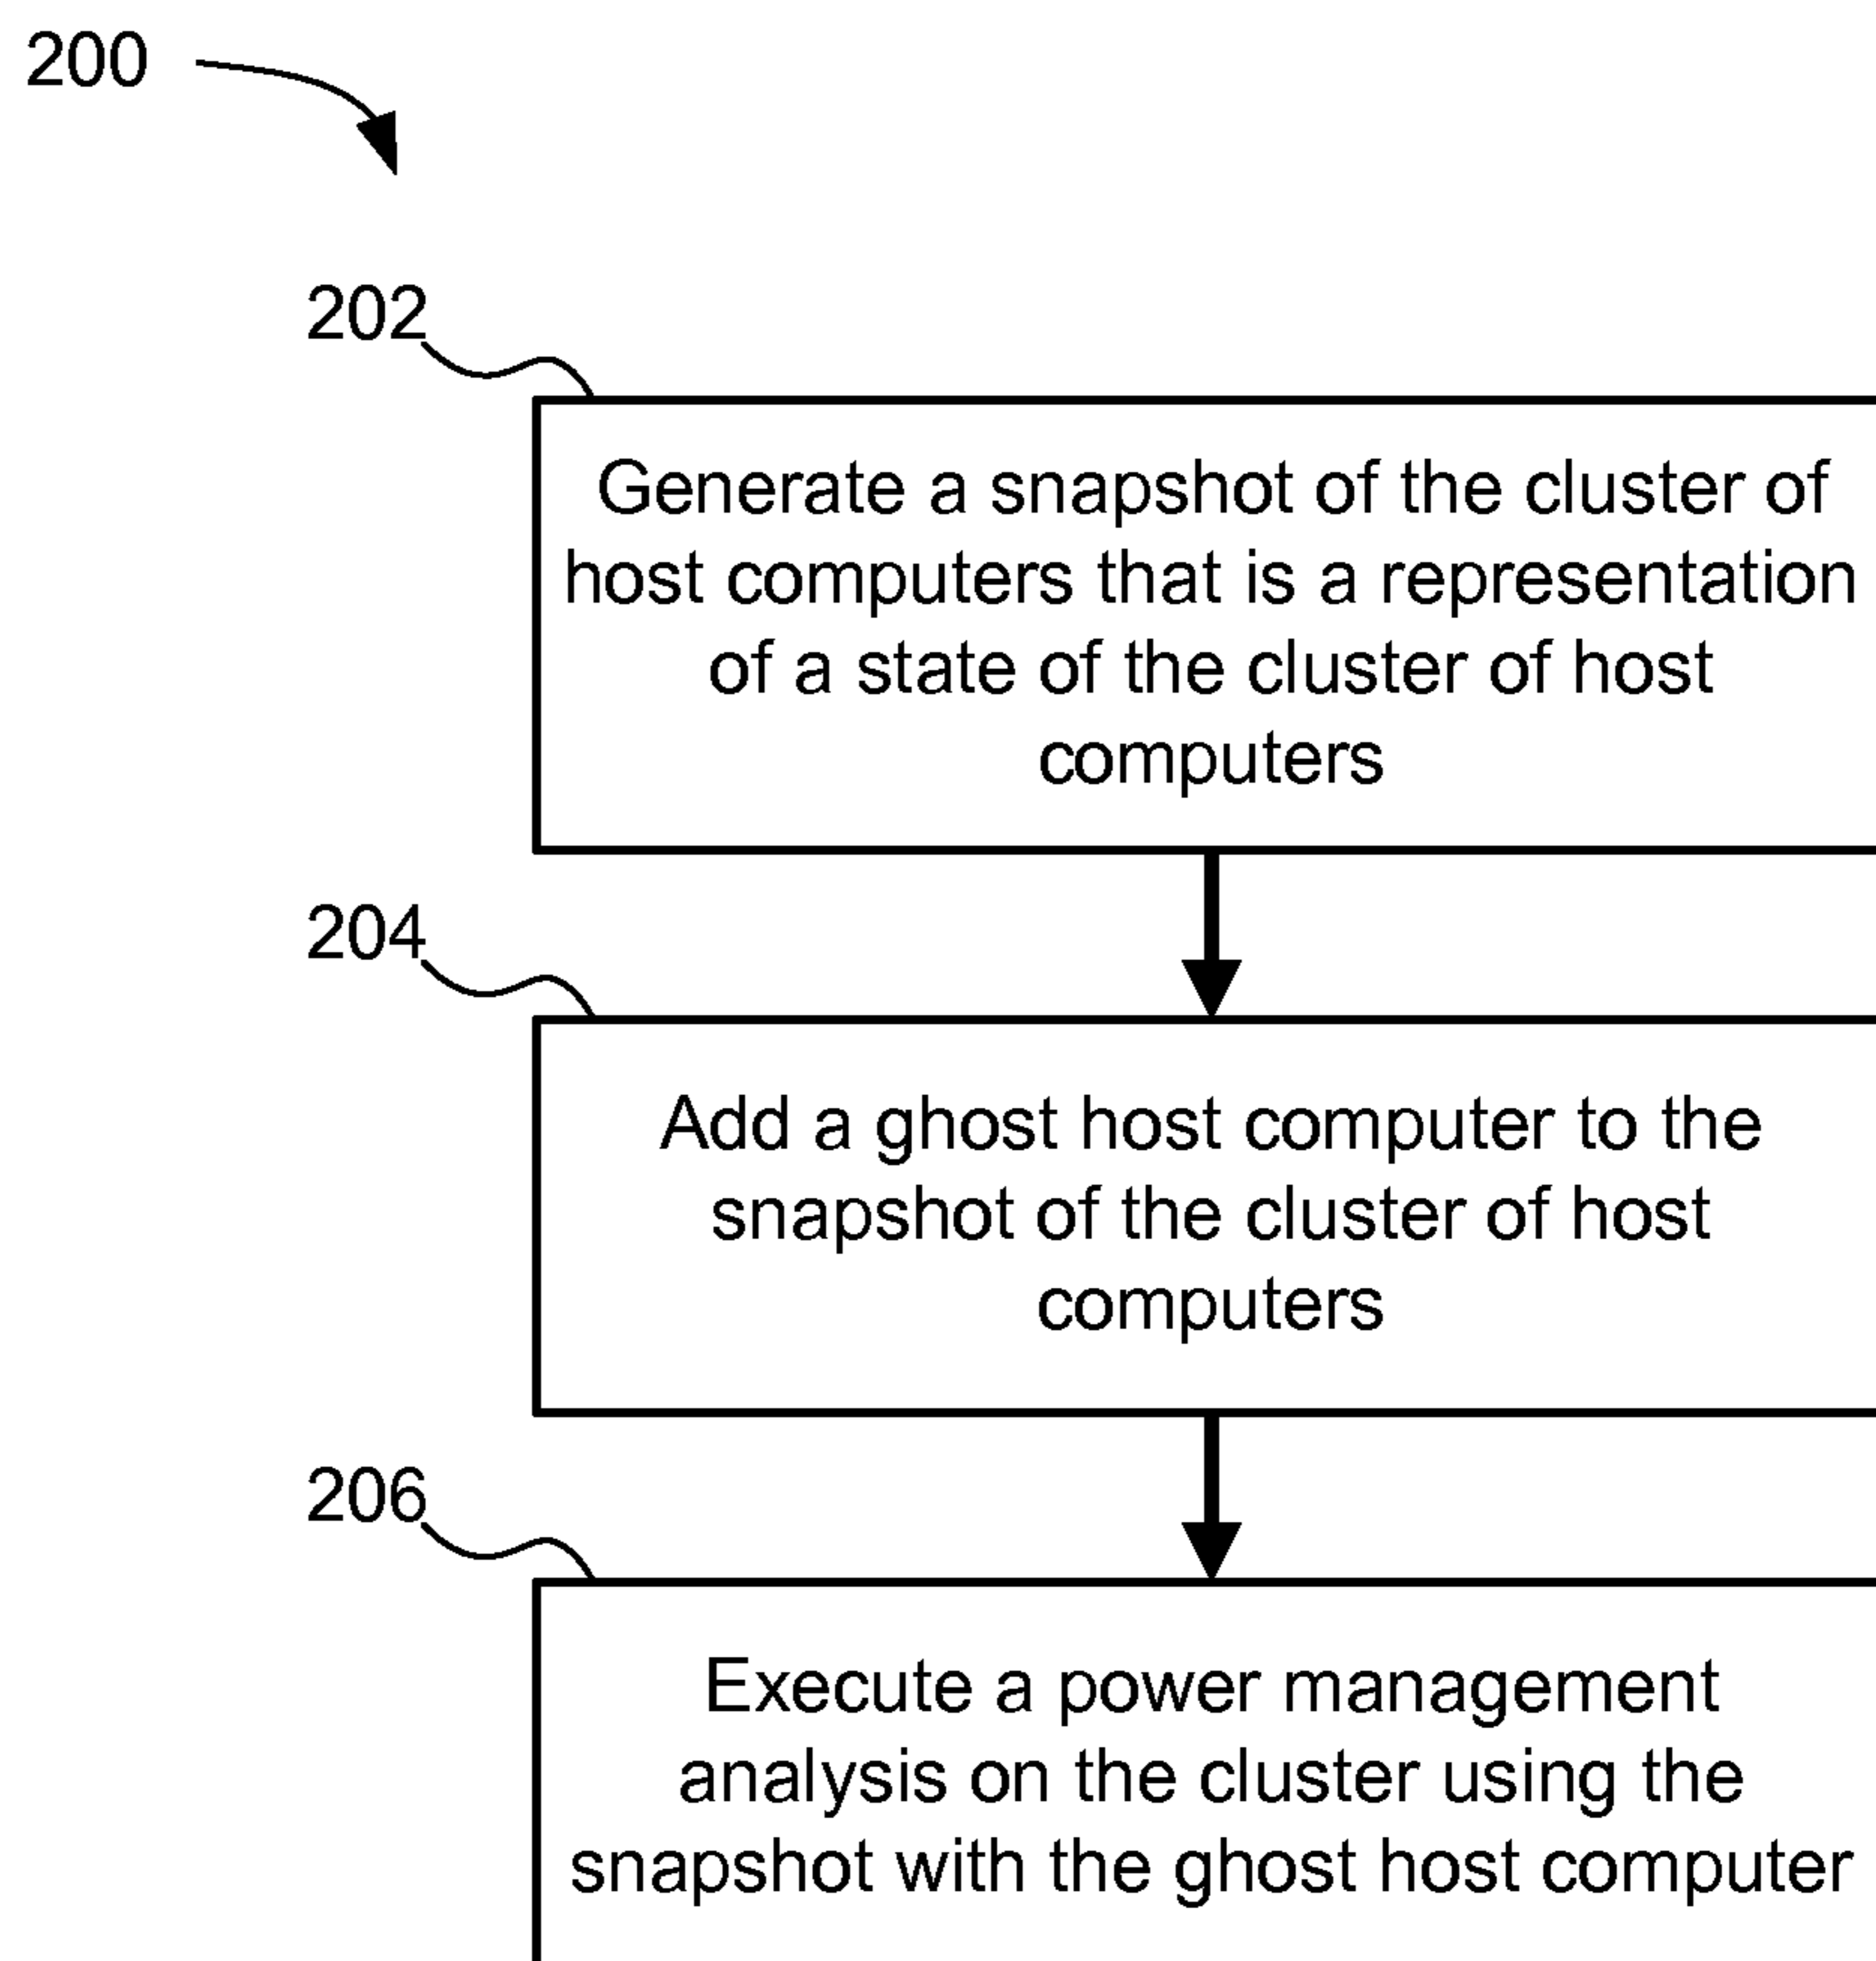 200
202
Generate a snapshot of the cluster of
host computers that is a representation
of a state of the cluster of host
computers
204
Add a ghost host computer to the
snapshot of the cluster of host
computers
206
Execute a power management
analysis on the cluster using the
snapshot with the ghost host computer